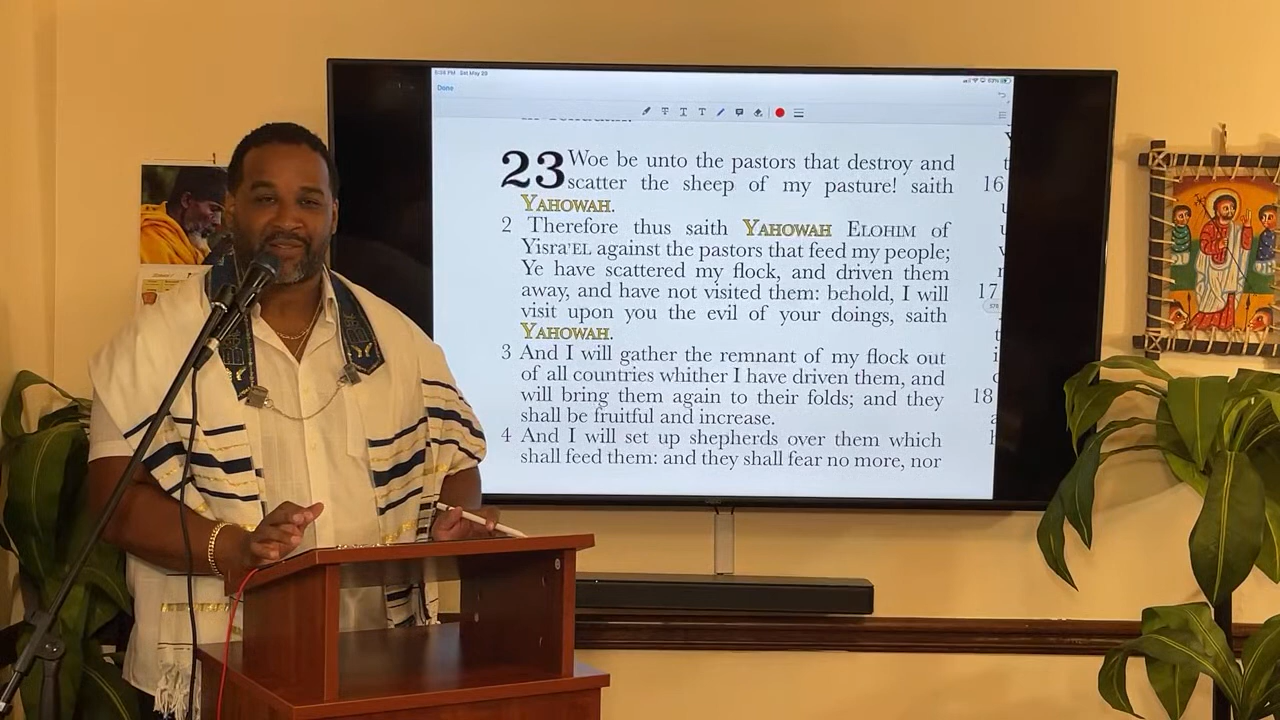 Sat May 20
Done
23 Woe be unto the pastors that destroy and
scatter the sheep of my pasture! saith
YAHOWAH.
2 Therefore thus saith YAHOWAH ELOHIM of
Yisra'EL against the pastors that feed my people;
Ye have scattered my flock, and driven them
away, and have not visited them: behold, I will
visit upon you the evil of your doings, saith
YAHOWAH.
3 And I will gather the remnant of my flock out
of all countries whither I have driven them, and
will bring them again to their folds; and they
shall be fruitful and increase.
4 And I will set up shepherds over them which
shall feed them: and they shall fear no more, nor
16
17
18